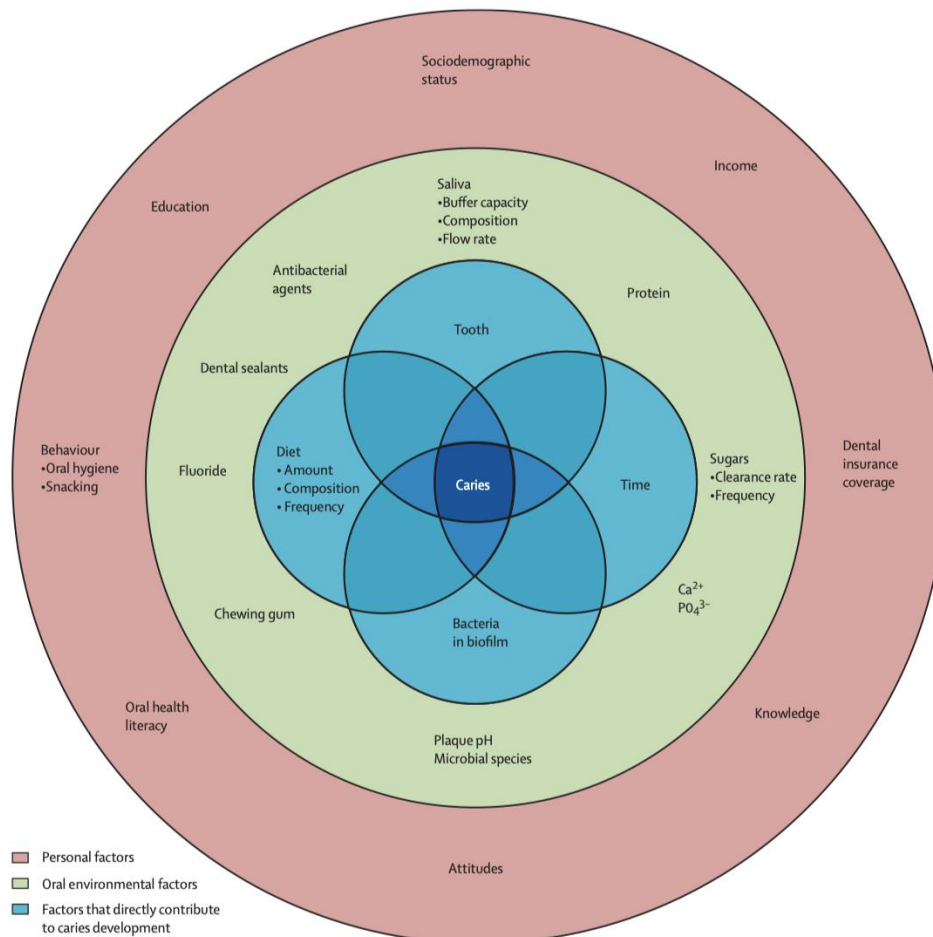 Sociodemographic
status
Income
Education
Saliva
•Buffer capacity
•Composition
•Flow rate
Antibacterial
agents
Protein
Tooth
Dental sealants
Behaviour
•Oral hygiene
•Snacking
Fluoride
Diet
• Amount
• Composition
• Frequency
Caries
Time
Sugars
•Clearance rate
•Frequency
Dental
insurance
coverage
Ca²⁺
PO₄³⁻
Chewing gum
Bacteria
in biofilm
Oral health
literacy
Knowledge
Plaque pH
Microbial species
Attitudes
Personal factors
Oral environmental factors
Factors that directly contribute
to caries development